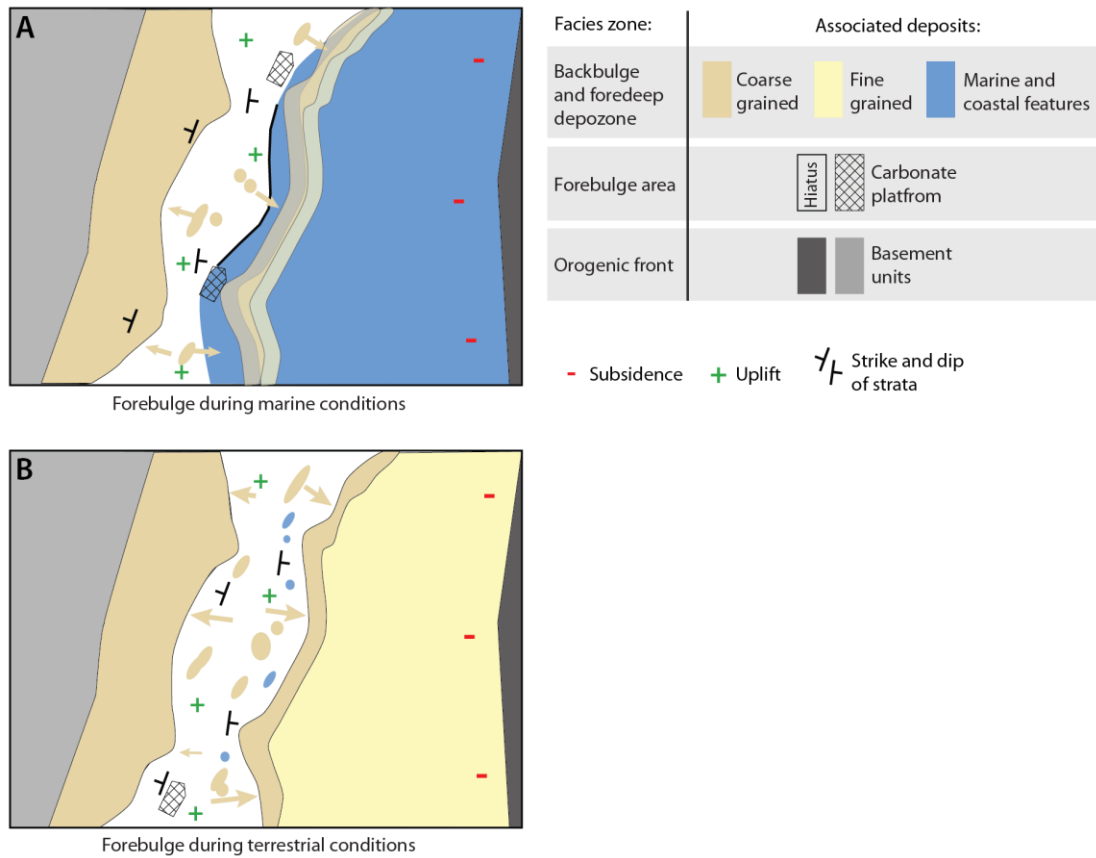 A
Forebulge during marine conditions
B
Forebulge during terrestrial conditions
Facies zone:
Associated deposits:
Backbulge
and foredeep
depozone
Coarse
grained
Fine
grained
Marine and
coastal features
Forebulge area
Hiatus
Carbonate
platfrom
Orogenic front
Basement
units
- Subsidence
+ Uplift
Strike and dip
of strata